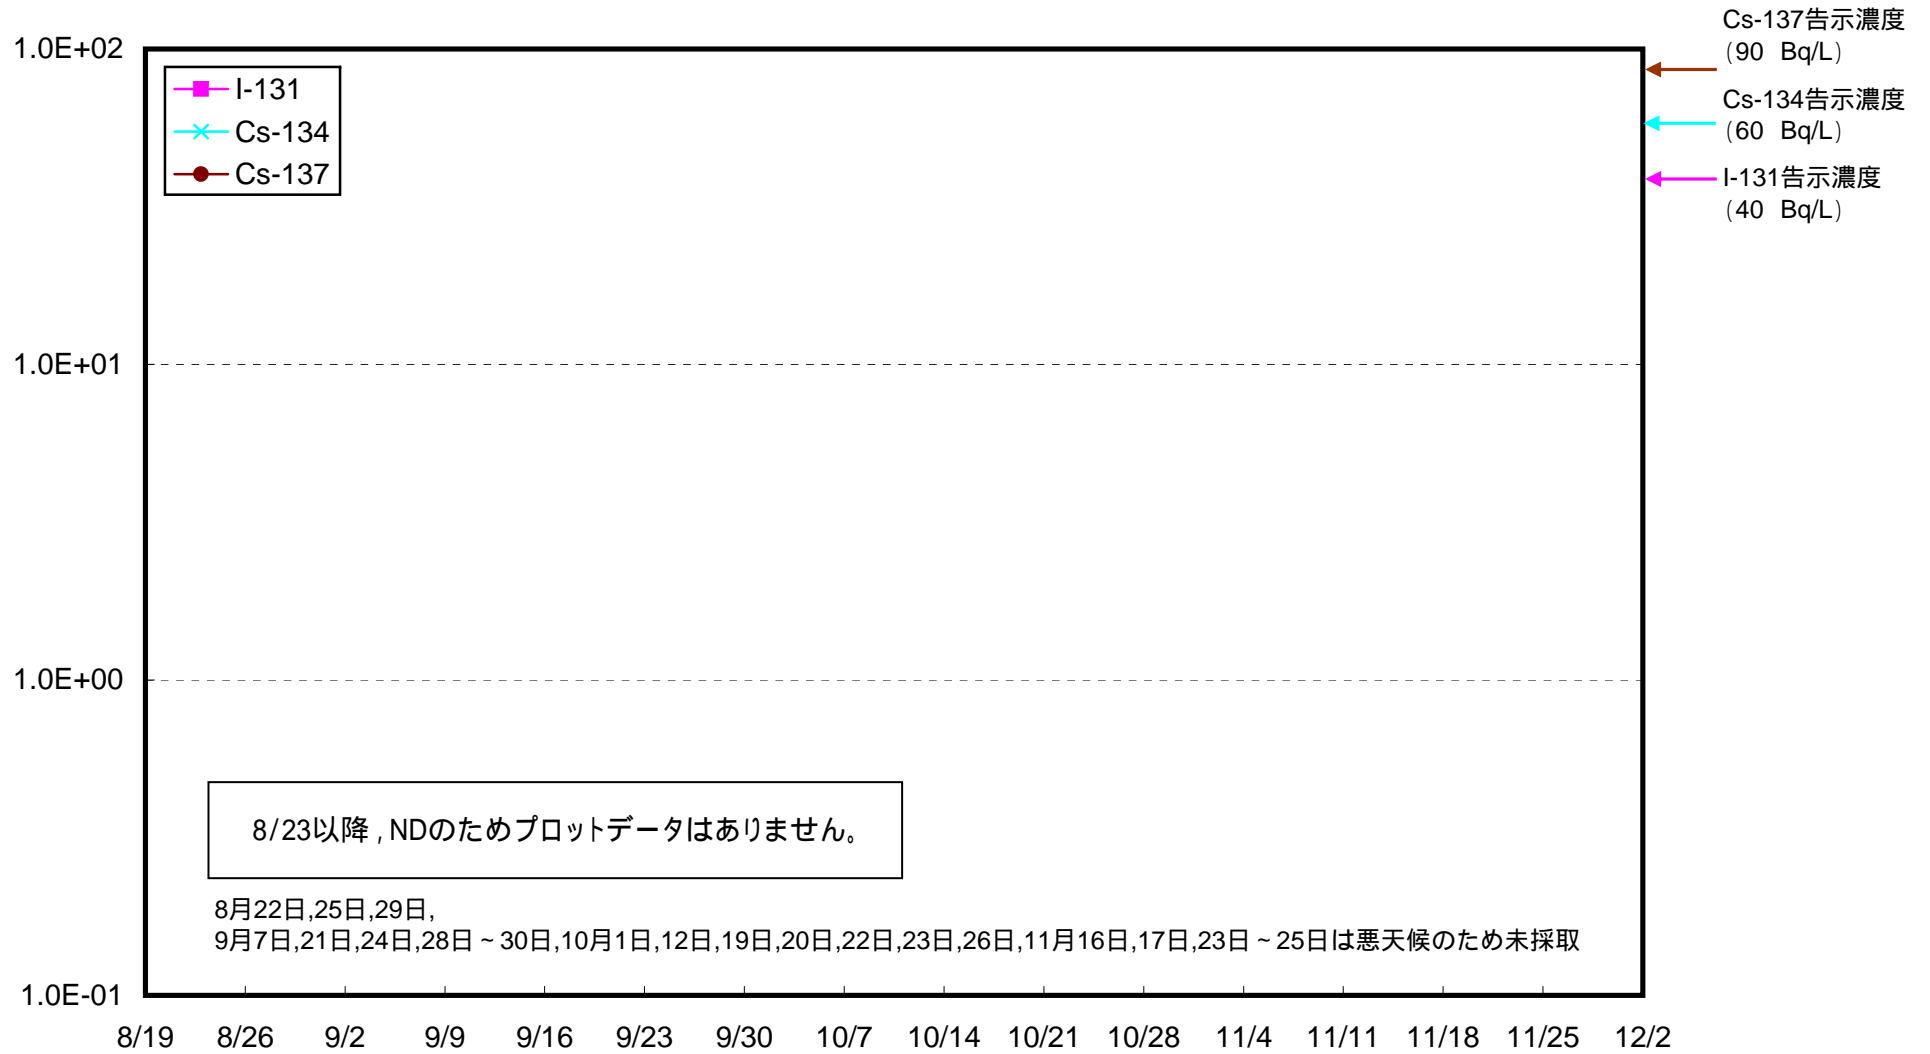 1.0E+02
1.0E+01
1.0E+00
1.0E-01
I-131
Cs-134
Cs-137
Cs-137告示濃度
(90 Bq/L)
Cs-134告示濃度
(60 Bq/L)
I-131告示濃度
(40 Bq/L)
8/23以降,NDのためプロットデータはありません。
8月22日,25日,29日,
9月7日,21日,24日,28日~30日,10月1日,12日,19日,20日,22日,23日,26日,11月16日,17日,23日~25日は悪天候のため未採取
8/19 8/26 9/2 9/9 9/16 9/23 9/30 10/7 10/14 10/21 10/28 11/4 11/11 11/18 11/25 12/2